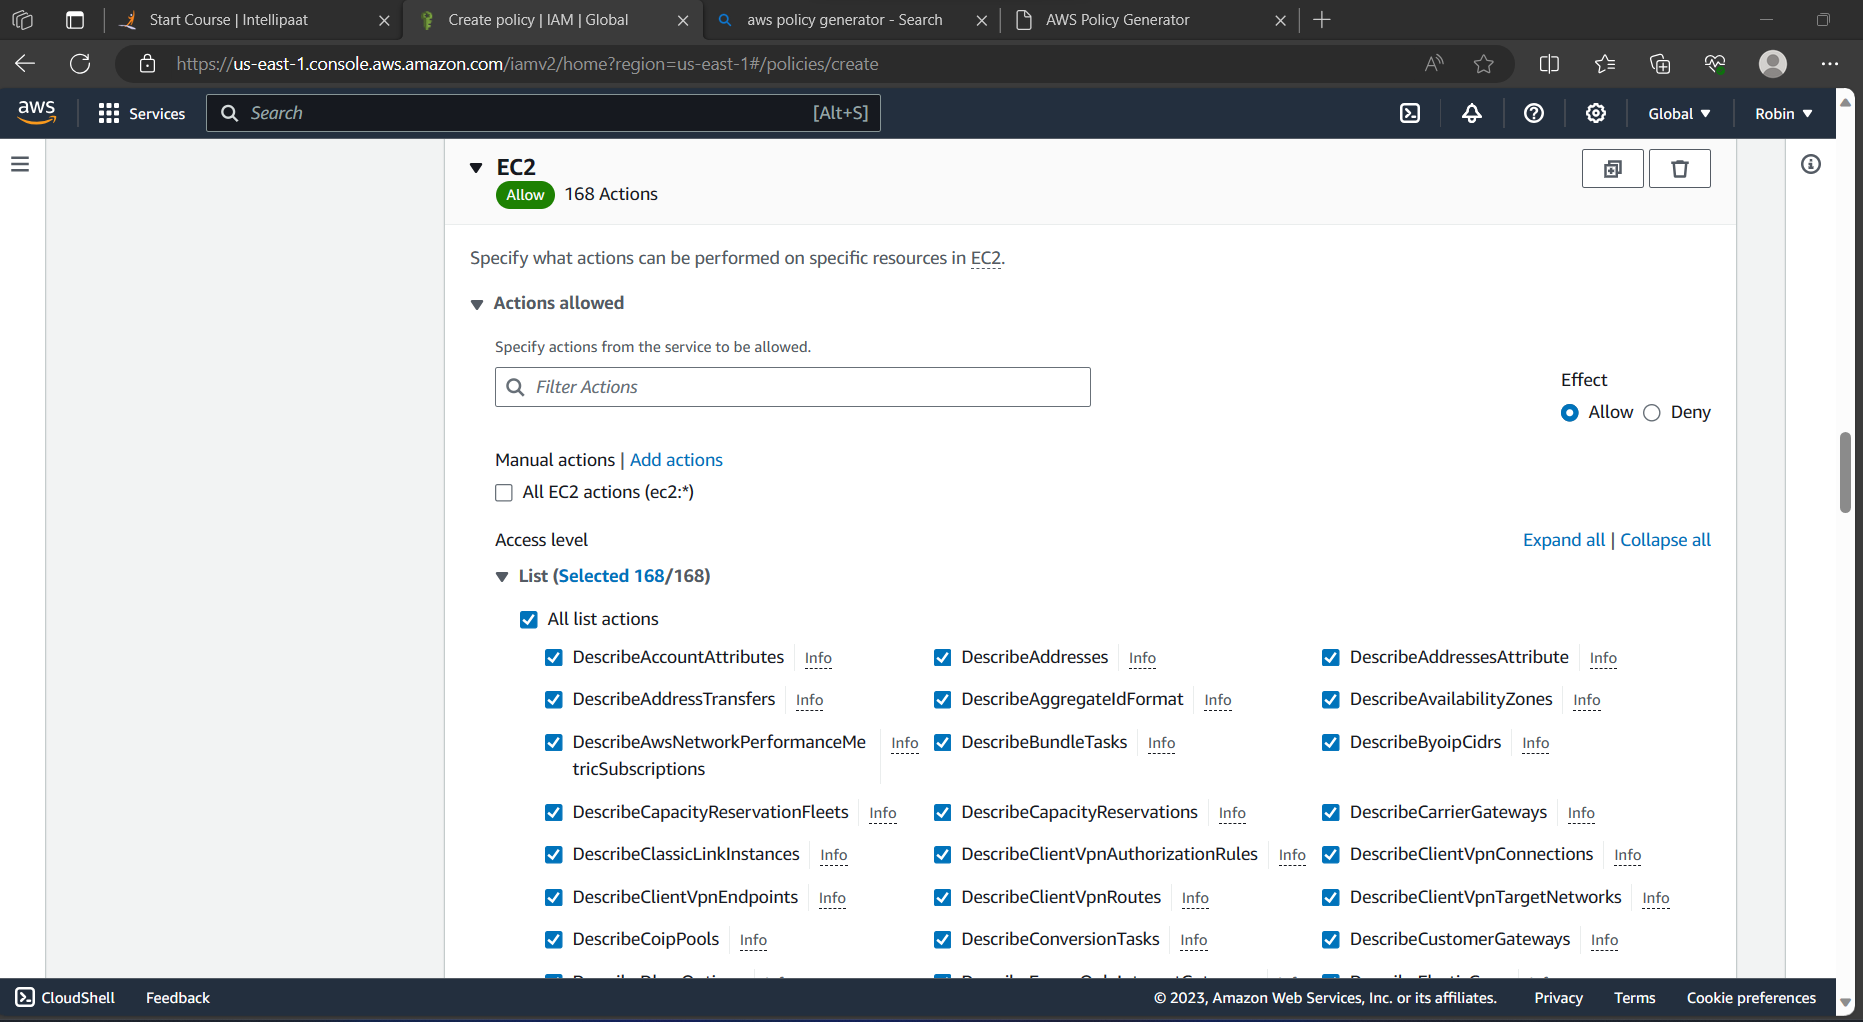 Start Course | Intellipaat
Create policy | IAM | Global
aws policy generator - Search
AWS Policy Generator
https://us-east-1.console.aws.amazon.com/iamv2/home?region=us-east-1#/policies/create
aws
Services
Search
[Alt+S]
Global
Robin
EC2
Allow 168 Actions
Specify what actions can be performed on specific resources in EC2.
Actions allowed
Specify actions from the service to be allowed.
Filter Actions
Effect
Allow Deny
Manual actions | Add actions
All EC2 actions (ec2:*)
Access level
Expand all | Collapse all
List (Selected 168/168)
All list actions
DescribeAccountAttributes Info DescribeAddresses Info DescribeAddressesAttribute Info
DescribeAddressTransfers Info DescribeAggregateIdFormat Info DescribeAvailabilityZones Info
DescribeAwsNetworkPerformanceMe Info DescribeBundleTasks Info DescribeByoipCidrs Info
tricSubscriptions
DescribeCapacityReservationFleets Info DescribeCapacityReservations Info DescribeCarrierGateways Info
DescribeClassicLinkInstances Info DescribeClientVpnAuthorizationRules Info DescribeClientVpnConnections Info
DescribeClientVpnEndpoints Info DescribeClientVpnRoutes Info DescribeClientVpnTargetNetworks Info
DescribeCoipPools Info DescribeConversionTasks Info DescribeCustomerGateways Info
CloudShell Feedback © 2023, Amazon Web Services, Inc. or its affiliates. Privacy Terms Cookie preferences